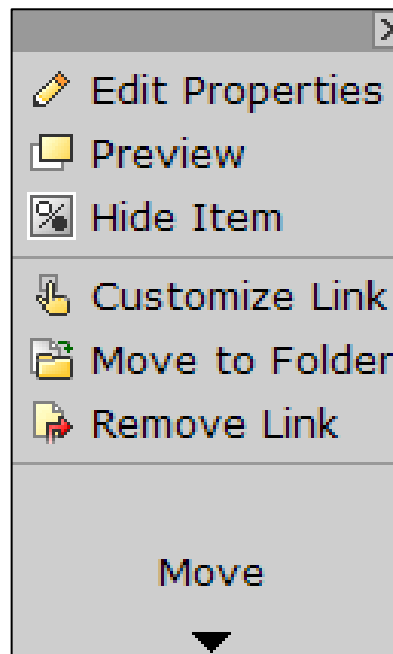 Edit Properties
Preview
Hide Item
Customize Link
Move to Folder
Remove Link
Move